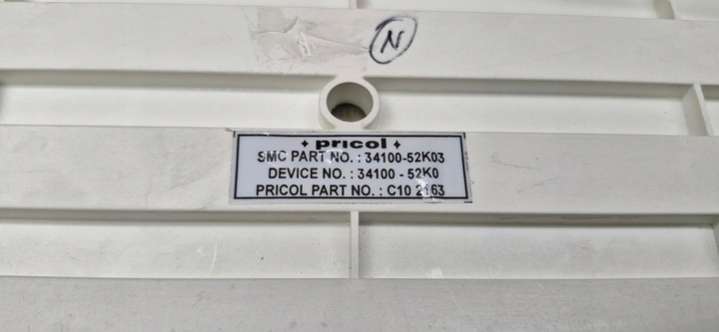 N
pricol
SMC PART NO. : 34100-52K03
DEVICE NO. : 34100 - 52K0
PRICOL PART NO. : C10 2163